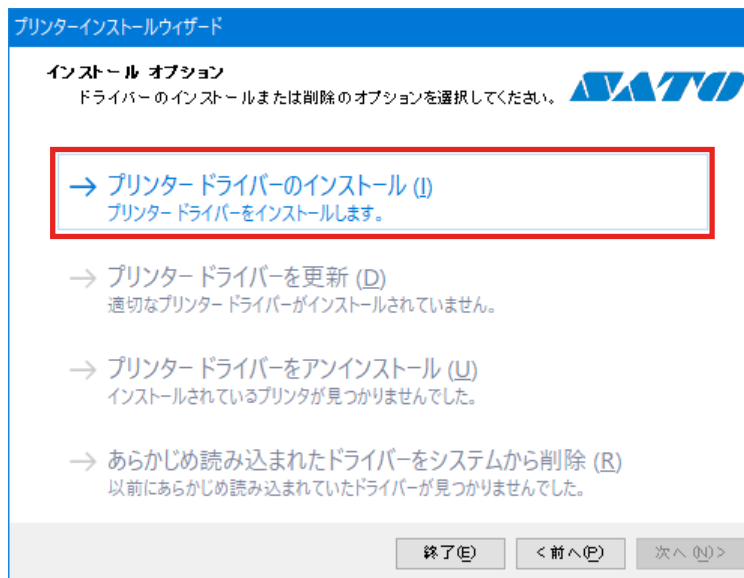 プリンターインストールウィザード
インストール オプション
ドライバーのインストールまたは削除のオプションを選択してください。
SATO
→ プリンター ドライバーのインストール (I)
プリンター ドライバーをインストールします。
→ プリンター ドライバーを更新 (D)
適切なプリンター ドライバーがインストールされていません。
→ プリンター ドライバーをアンインストール (U)
インストールされているプリンタが見つかりませんでした。
→ あらかじめ読み込まれたドライバーをシステムから削除 (R)
以前にあらかじめ読み込まれていたドライバーが見つかりませんでした。
終了(E) <前へ(P) 次へ(N)>